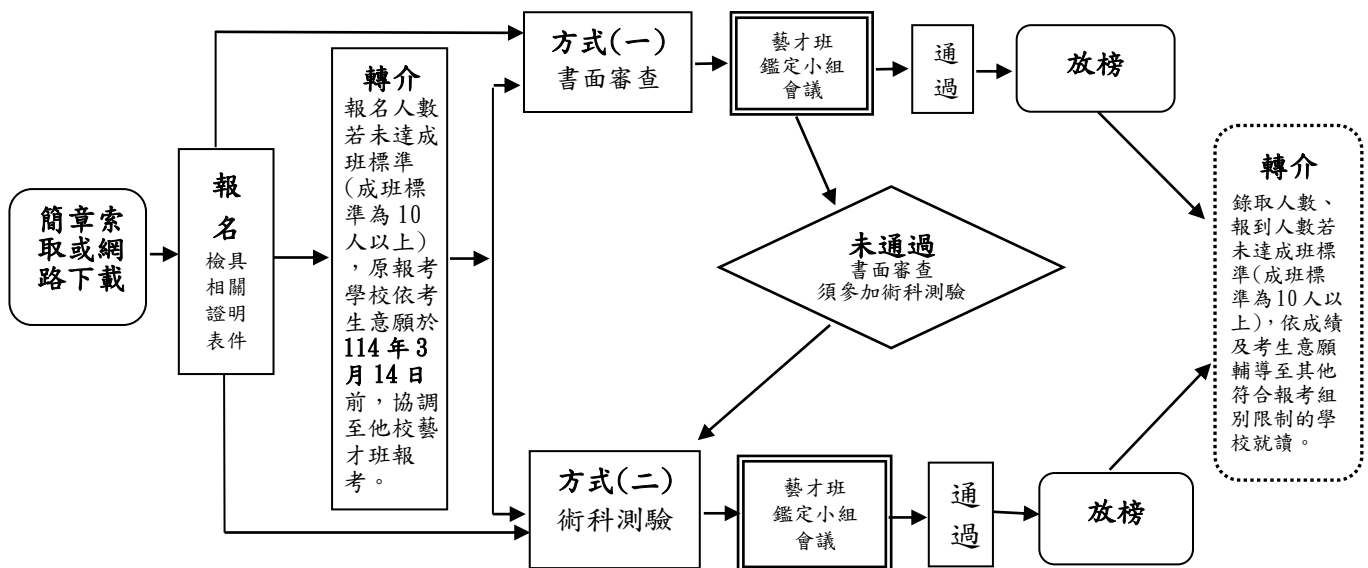 簡章索
取或網
路下載
報
名
檢具
相關
證明
表件
轉介
報名人數
若未達成
班標準
(成班標
準為10
人以上)
，原報考
學校依考
生意願於
114年3
月14日
前，協調
至他校藝
才班報
考。
方式(一)
書面審查
藝才班
鑑定小組
會議
通
過
放榜
未通過
書面審查
須參加術科測驗
方式(二)
術科測驗
藝才班
鑑定小組
會議
通
過
放榜
轉介
錄取人數、
報到人數若
未達成班標
準(成班標
準為10人以
上)，依成績
及考生意願
輔導至其他
符合報考組
別限制的學
校就讀。